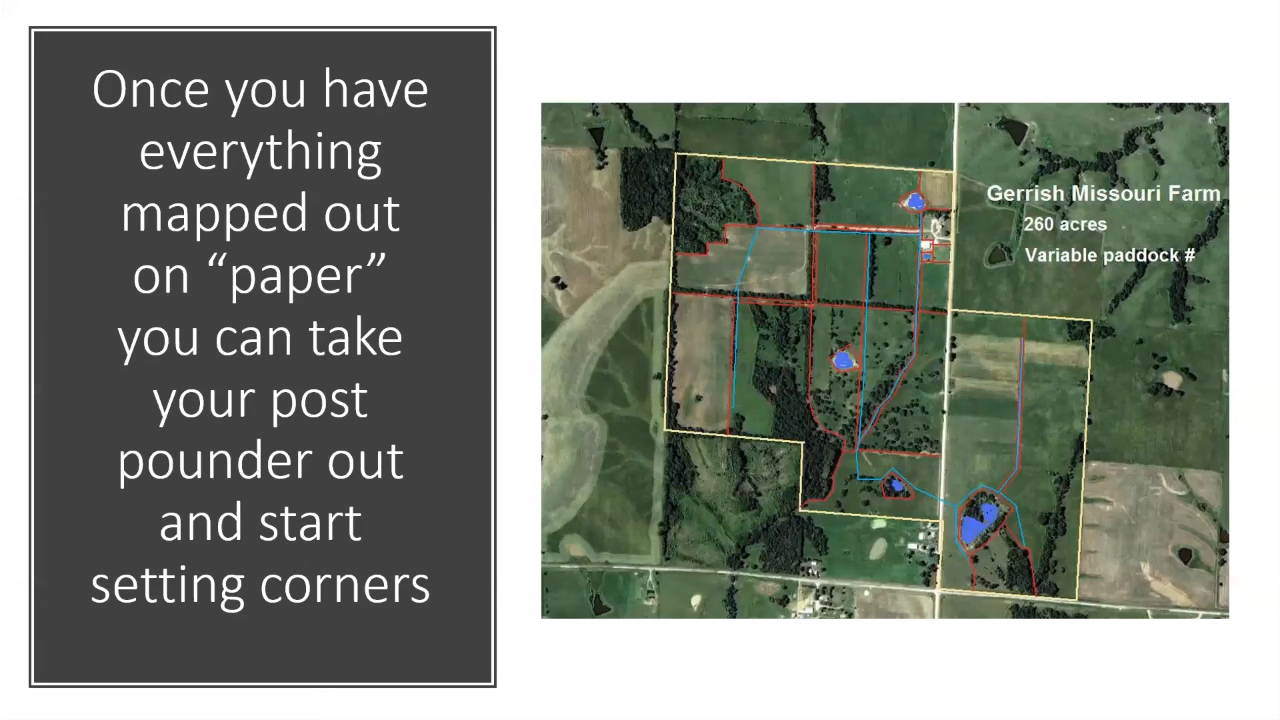 Once you have
everything
mapped out
on “paper”
you can take
your post
pounder out
and start
setting corners
Gerrish Missouri Farm
260 acres
Variable paddock #